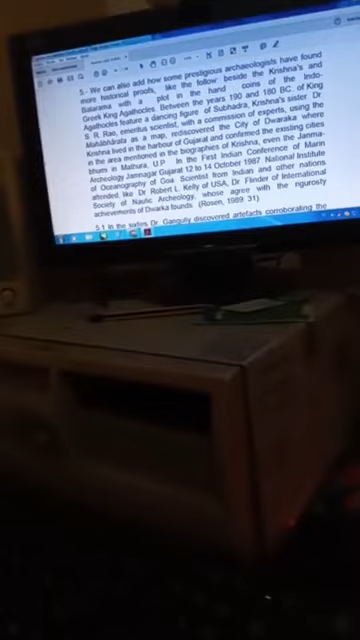 5.- We can also add how some prestigious archaeologists have found
more historical proofs, like the follow: beside the Krishna's and
Balarama with a plot in the hand coins of the Indo-
Greek King Agathocles. Between the years 190 and 180 BC. of King
Agathocles feature a dancing figure of Subhadra, Krishna's sister. Dr.
S. R. Rao, emeritus scientist, with a commission of experts, using the
Mahābhārata as a map, rediscovered the City of Dwaraka where
Krishna lived in the harbour of Gujarat and confirmed the existing cities
in the area mentioned in the biographies of Krishna, even the Janma-
bhumi in Mathura, U.P. In the First Indian Conference of Marin
Archeology Jamnagar Gujarat 12 to 14 October 1987 National Institute
of Oceanography of Goa. Scientist from Indian and other nations
attended, like Dr. Robert L. Kelly of USA, Dr Flinder of International
Society of Nautic Archeology, whose agree with the rigurosty
achievements of Dwarka founds. (Rosen, 1989: 31)
5.1 In the sixties Dr. Ganguly discovered artefacts corroborating the